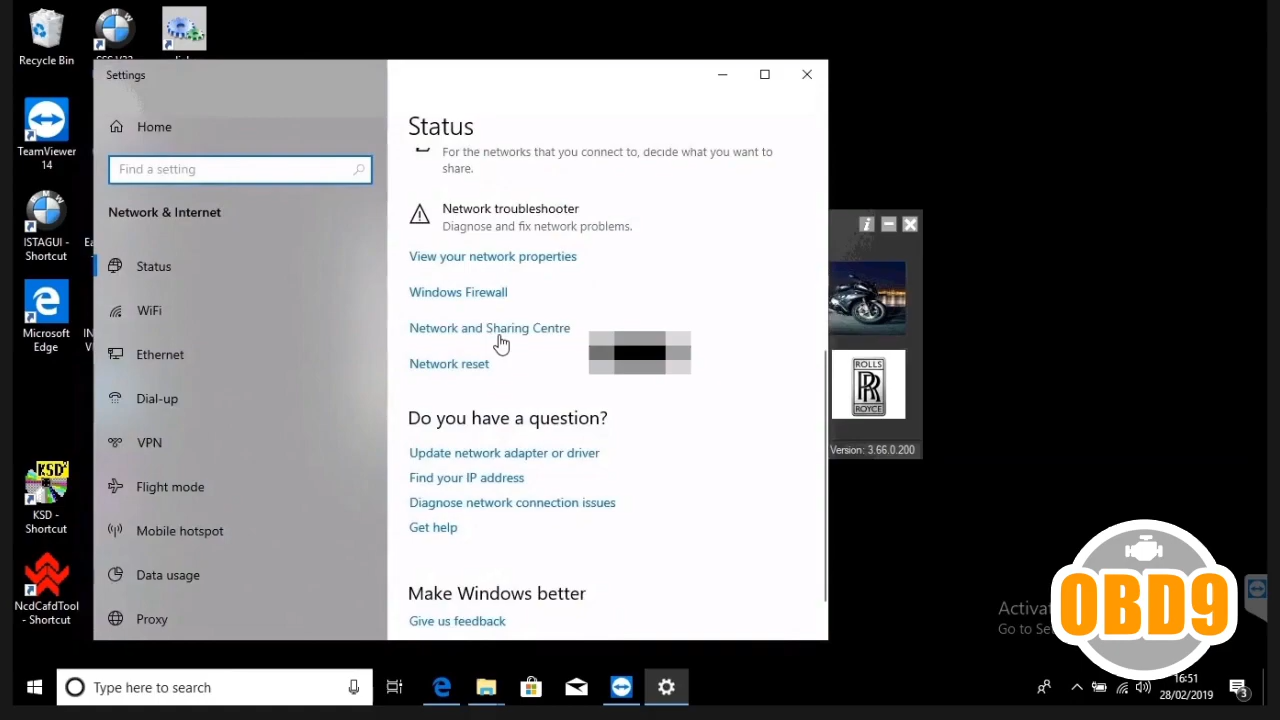 Recycle Bin
TeamViewer
14
ISTAGUI -
Shortcut
Microsoft
Edge
KSD
KSD -
Shortcut
NcdCafdTool
- Shortcut
Settings
Home
Find a setting
Network & Internet
Status
WiFi
Ethernet
Dial-up
VPN
Flight mode
Mobile hotspot
Data usage
Proxy
Status
For the networks that you connect to, decide what you want to
share.
Network troubleshooter
Diagnose and fix network problems.
View your network properties
Windows Firewall
Network and Sharing Centre
Network reset
Do you have a question?
Update network adapter or driver
Find your IP address
Diagnose network connection issues
Get help
Make Windows better
Give us feedback
i
ROLLS
RR
ROYCE
Version: 3.66.0.200
Go to
OBD9
Type here to search
16:51
28/02/2019
3